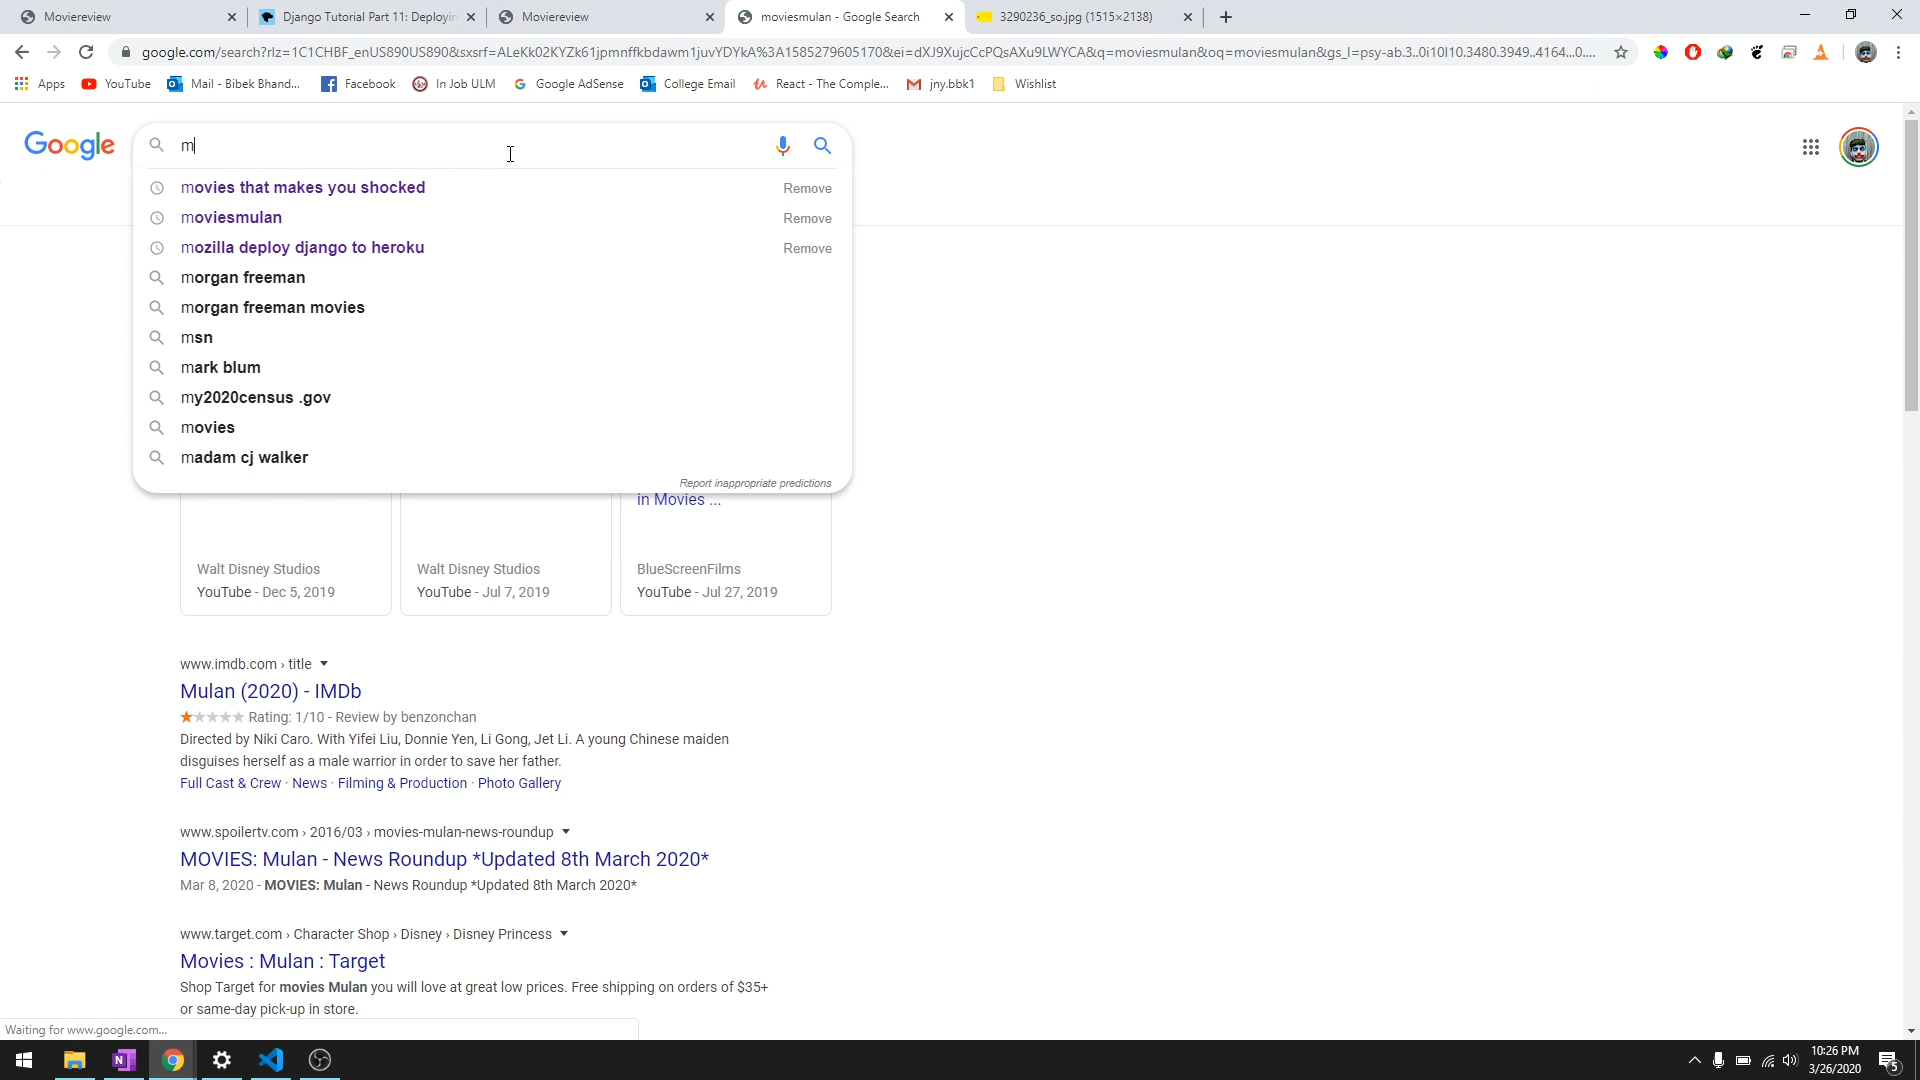 Moviereview
Django Tutorial Part 11: Deployin
Moviereview
moviesmulan - Google Search
3290236_so.jpg (1515×2138)
google.com/search?rlz=1C1CHBF_enUS890US890&sxsrf=ALeKk02KYZk61jpmnffkbdawm1juvYDYkA%3A1585279605170&ei=dXJ9XujcCcPQsAXu9LWYCA&q=moviesmulan&oq=moviesmulan&gs_l=psy-ab.3..0i10l10.3480.3949..4164...0....
Apps
YouTube
Mail - Bibek Bhand...
Facebook
In Job ULM
Google AdSense
College Email
React - The Comple...
jny.bbk1
Wishlist
Google
m
movies that makes you shocked
Remove
moviesmulan
Remove
mozilla deploy django to heroku
Remove
morgan freeman
morgan freeman movies
msn
mark blum
my2020census .gov
movies
madam cj walker
Report inappropriate predictions
in Movies ...
Walt Disney Studios
YouTube - Dec 5, 2019
Walt Disney Studios
YouTube - Jul 7, 2019
BlueScreenFilms
YouTube - Jul 27, 2019
www.imdb.com › title
Mulan (2020) - IMDb
Rating: 1/10 - Review by benzonchan
Directed by Niki Caro. With Yifei Liu, Donnie Yen, Li Gong, Jet Li. A young Chinese maiden
disguises herself as a male warrior in order to save her father.
Full Cast & Crew · News · Filming & Production · Photo Gallery
www.spoilertv.com › 2016/03 › movies-mulan-news-roundup
MOVIES: Mulan - News Roundup *Updated 8th March 2020*
Mar 8, 2020 - MOVIES: Mulan - News Roundup *Updated 8th March 2020*
www.target.com › Character Shop › Disney › Disney Princess
Movies : Mulan : Target
Shop Target for movies Mulan you will love at great low prices. Free shipping on orders of $35+
or same-day pick-up in store.
Waiting for www.google.com...
10:26 PM
3/26/2020
5